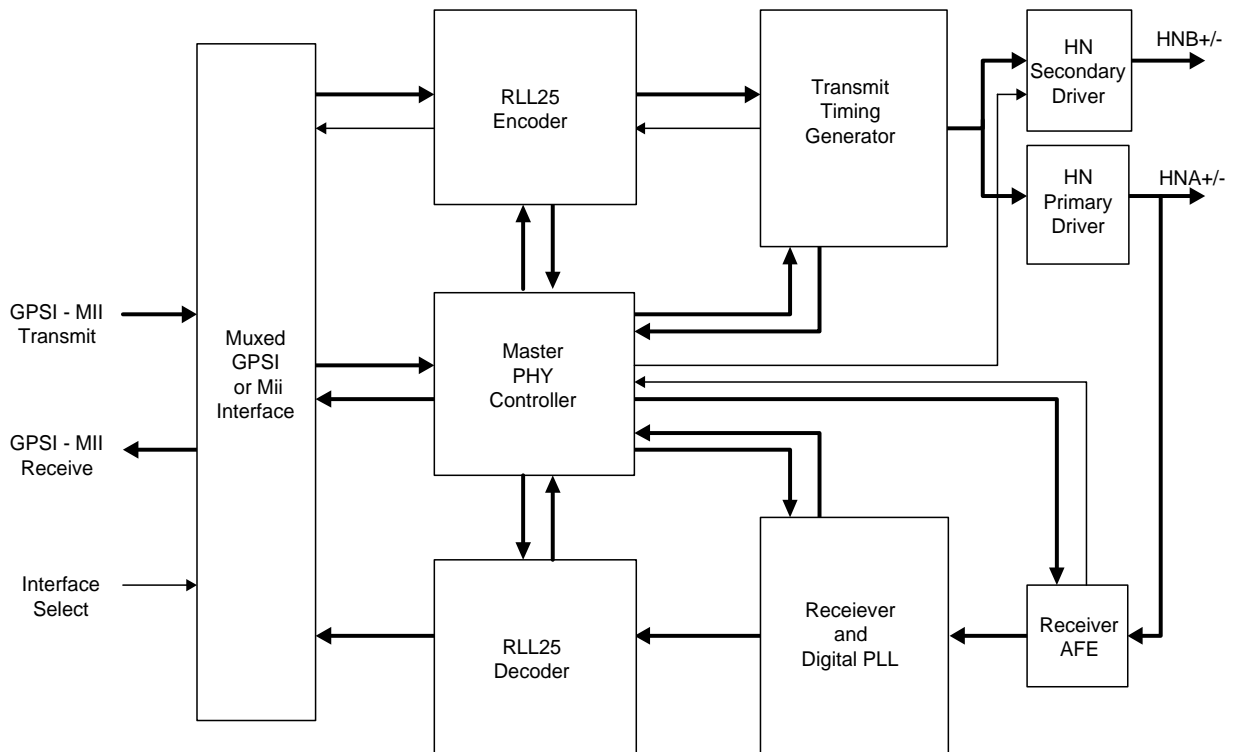 RLL25
Encoder
Transmit
Timing
Generator
HN
Secondary
Driver
HNB+/-
HN
Primary
Driver
HNA+/-
GPSI - MII
Transmit
Muxed
GPSI
or Mii
Interface
Master
PHY
Controller
GPSI - MII
Receive
Interface
Select
RLL25
Decoder
Receiever
and
Digital PLL
Receiver
AFE